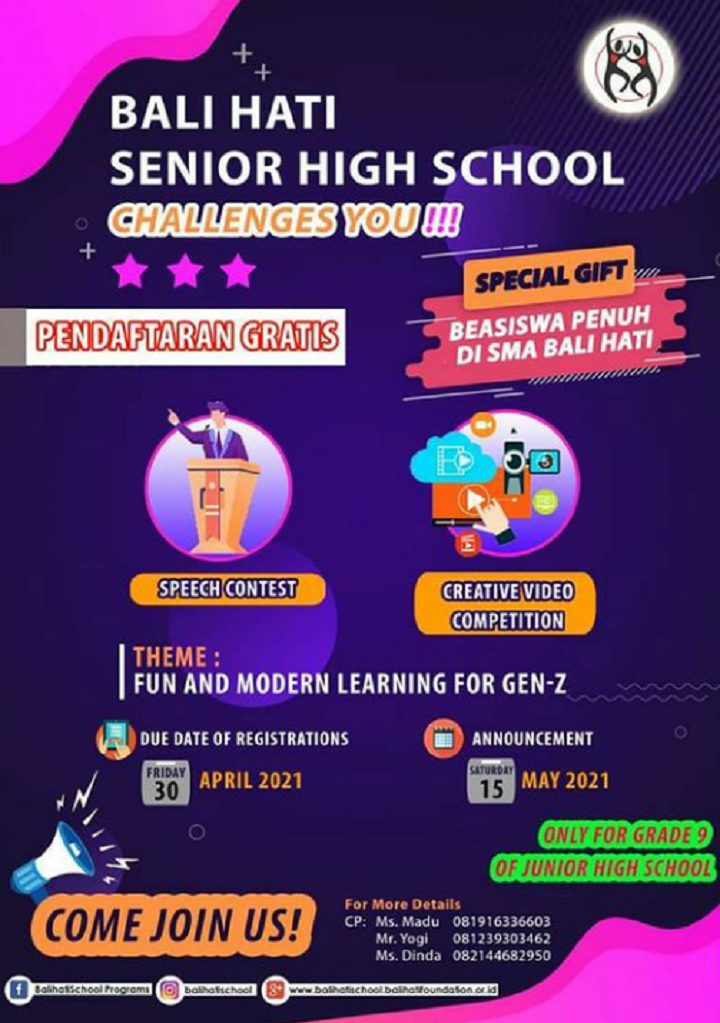 BALI HATI
SENIOR HIGH SCHOOL
CHALLENGES YOU !!!
SPECIAL GIFT
BEASISWA PENUH
DI SMA BALI HATI
PENDAFTARAN GRATIS
SPEECH CONTEST
CREATIVE VIDEO
COMPETITION
THEME :
FUN AND MODERN LEARNING FOR GEN-Z
DUE DATE OF REGISTRATIONS
FRIDAY
30
APRIL 2021
ANNOUNCEMENT
SATURDAY
15
MAY 2021
ONLY FOR GRADE 9
OF JUNIOR HIGH SCHOOL
COME JOIN US!
For More Details
CP: Ms. Madu 081916336603
Mr. Yogi 081239303462
Ms. Dinda 082144682950
BalihatiSchool Programs
balihatischool
www.balihatischool.balihatifoundation.or.id